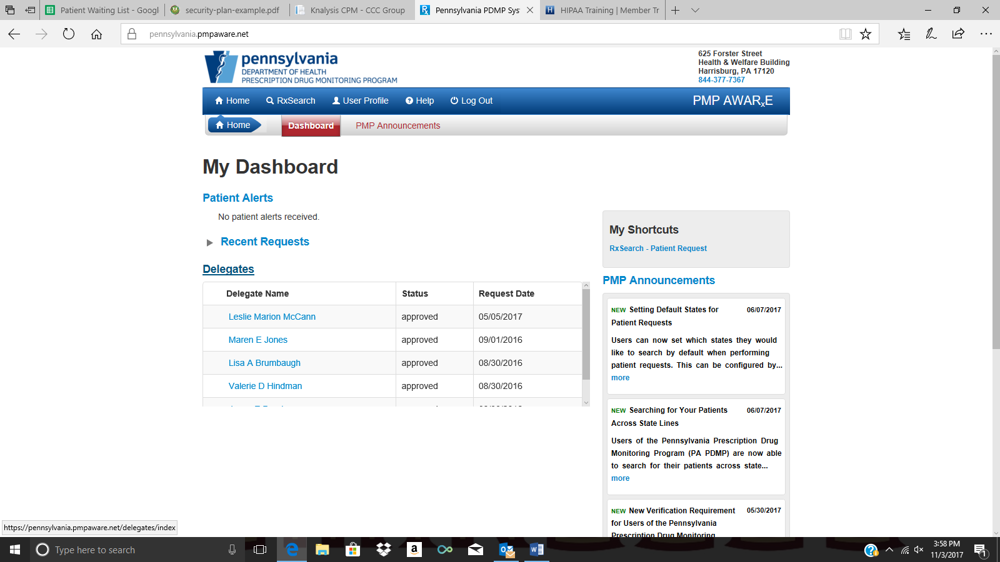 Patient Waiting List - Googl
security-plan-example.pdf
Knalysis CPM - CCC Group
Pennsylvania PDMP Sys
HIPAA Training | Member Tr
pennsylvania.pmpaware.net
pennsylvania
DEPARTMENT OF HEALTH
PRESCRIPTION DRUG MONITORING PROGRAM
625 Forster Street
Health & Welfare Building
Harrisburg, PA 17120
844-377-7367
Home RxSearch User Profile Help Log Out PMP AWARxE
Home Dashboard PMP Announcements
My Dashboard
Patient Alerts
No patient alerts received.
Recent Requests
Delegates
Delegate Name Status Request Date
Leslie Marion McCann approved 05/05/2017
Maren E Jones approved 09/01/2016
Lisa A Brumbaugh approved 08/30/2016
Valerie D Hindman approved 08/30/2016
My Shortcuts
RxSearch - Patient Request
PMP Announcements
NEW Setting Default States for 06/07/2017
Patient Requests
Users can now set which states they would
like to search by default when performing
patient requests. This can be configured by...
more
NEW Searching for Your Patients 06/07/2017
Across State Lines
Users of the Pennsylvania Prescription Drug
Monitoring Program (PA PDMP) are now able
to search for their patients across state...
more
NEW New Verification Requirement 05/30/2017
for Users of the Pennsylvania
Prescription Drug Monitoring
https://pennsylvania.pmpaware.net/delegates/index
Type here to search
3:58 PM
11/3/2017
1